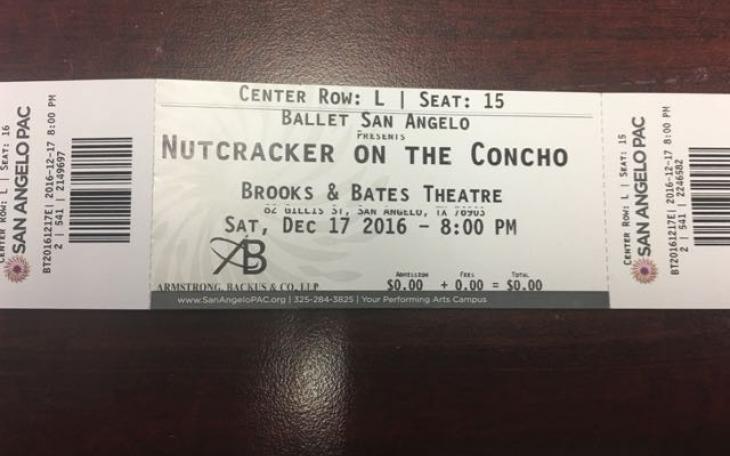 CENTER ROW: L | SEAT: 16
SAN ANGELO PAC
BT20161217E| 2016-12-17 8:00 PM
2 | 541 | 2149697
CENTER ROW: L | SEAT: 15
BALLET SAN ANGELO
PRESENTS
NUTCRACKER ON THE CONCHO
BROOKS & BATES THEATRE
82 GILLIS ST, SAN ANGELO, TX 76903
SAT, DEC 17 2016 - 8:00 PM
AB
ARMSTRONG, BACKUS & CO, LLP
ADMISSION FEES TOTAL
$0.00 + 0.00 = $0.00
www.SanAngeloPAC.org | 325-284-3825 | Your Performing Arts Campus
CENTER ROW: L | SEAT: 15
SAN ANGELO PAC
BT20161217E| 2016-12-17 8:00 PM
2 | 541 | 2246582